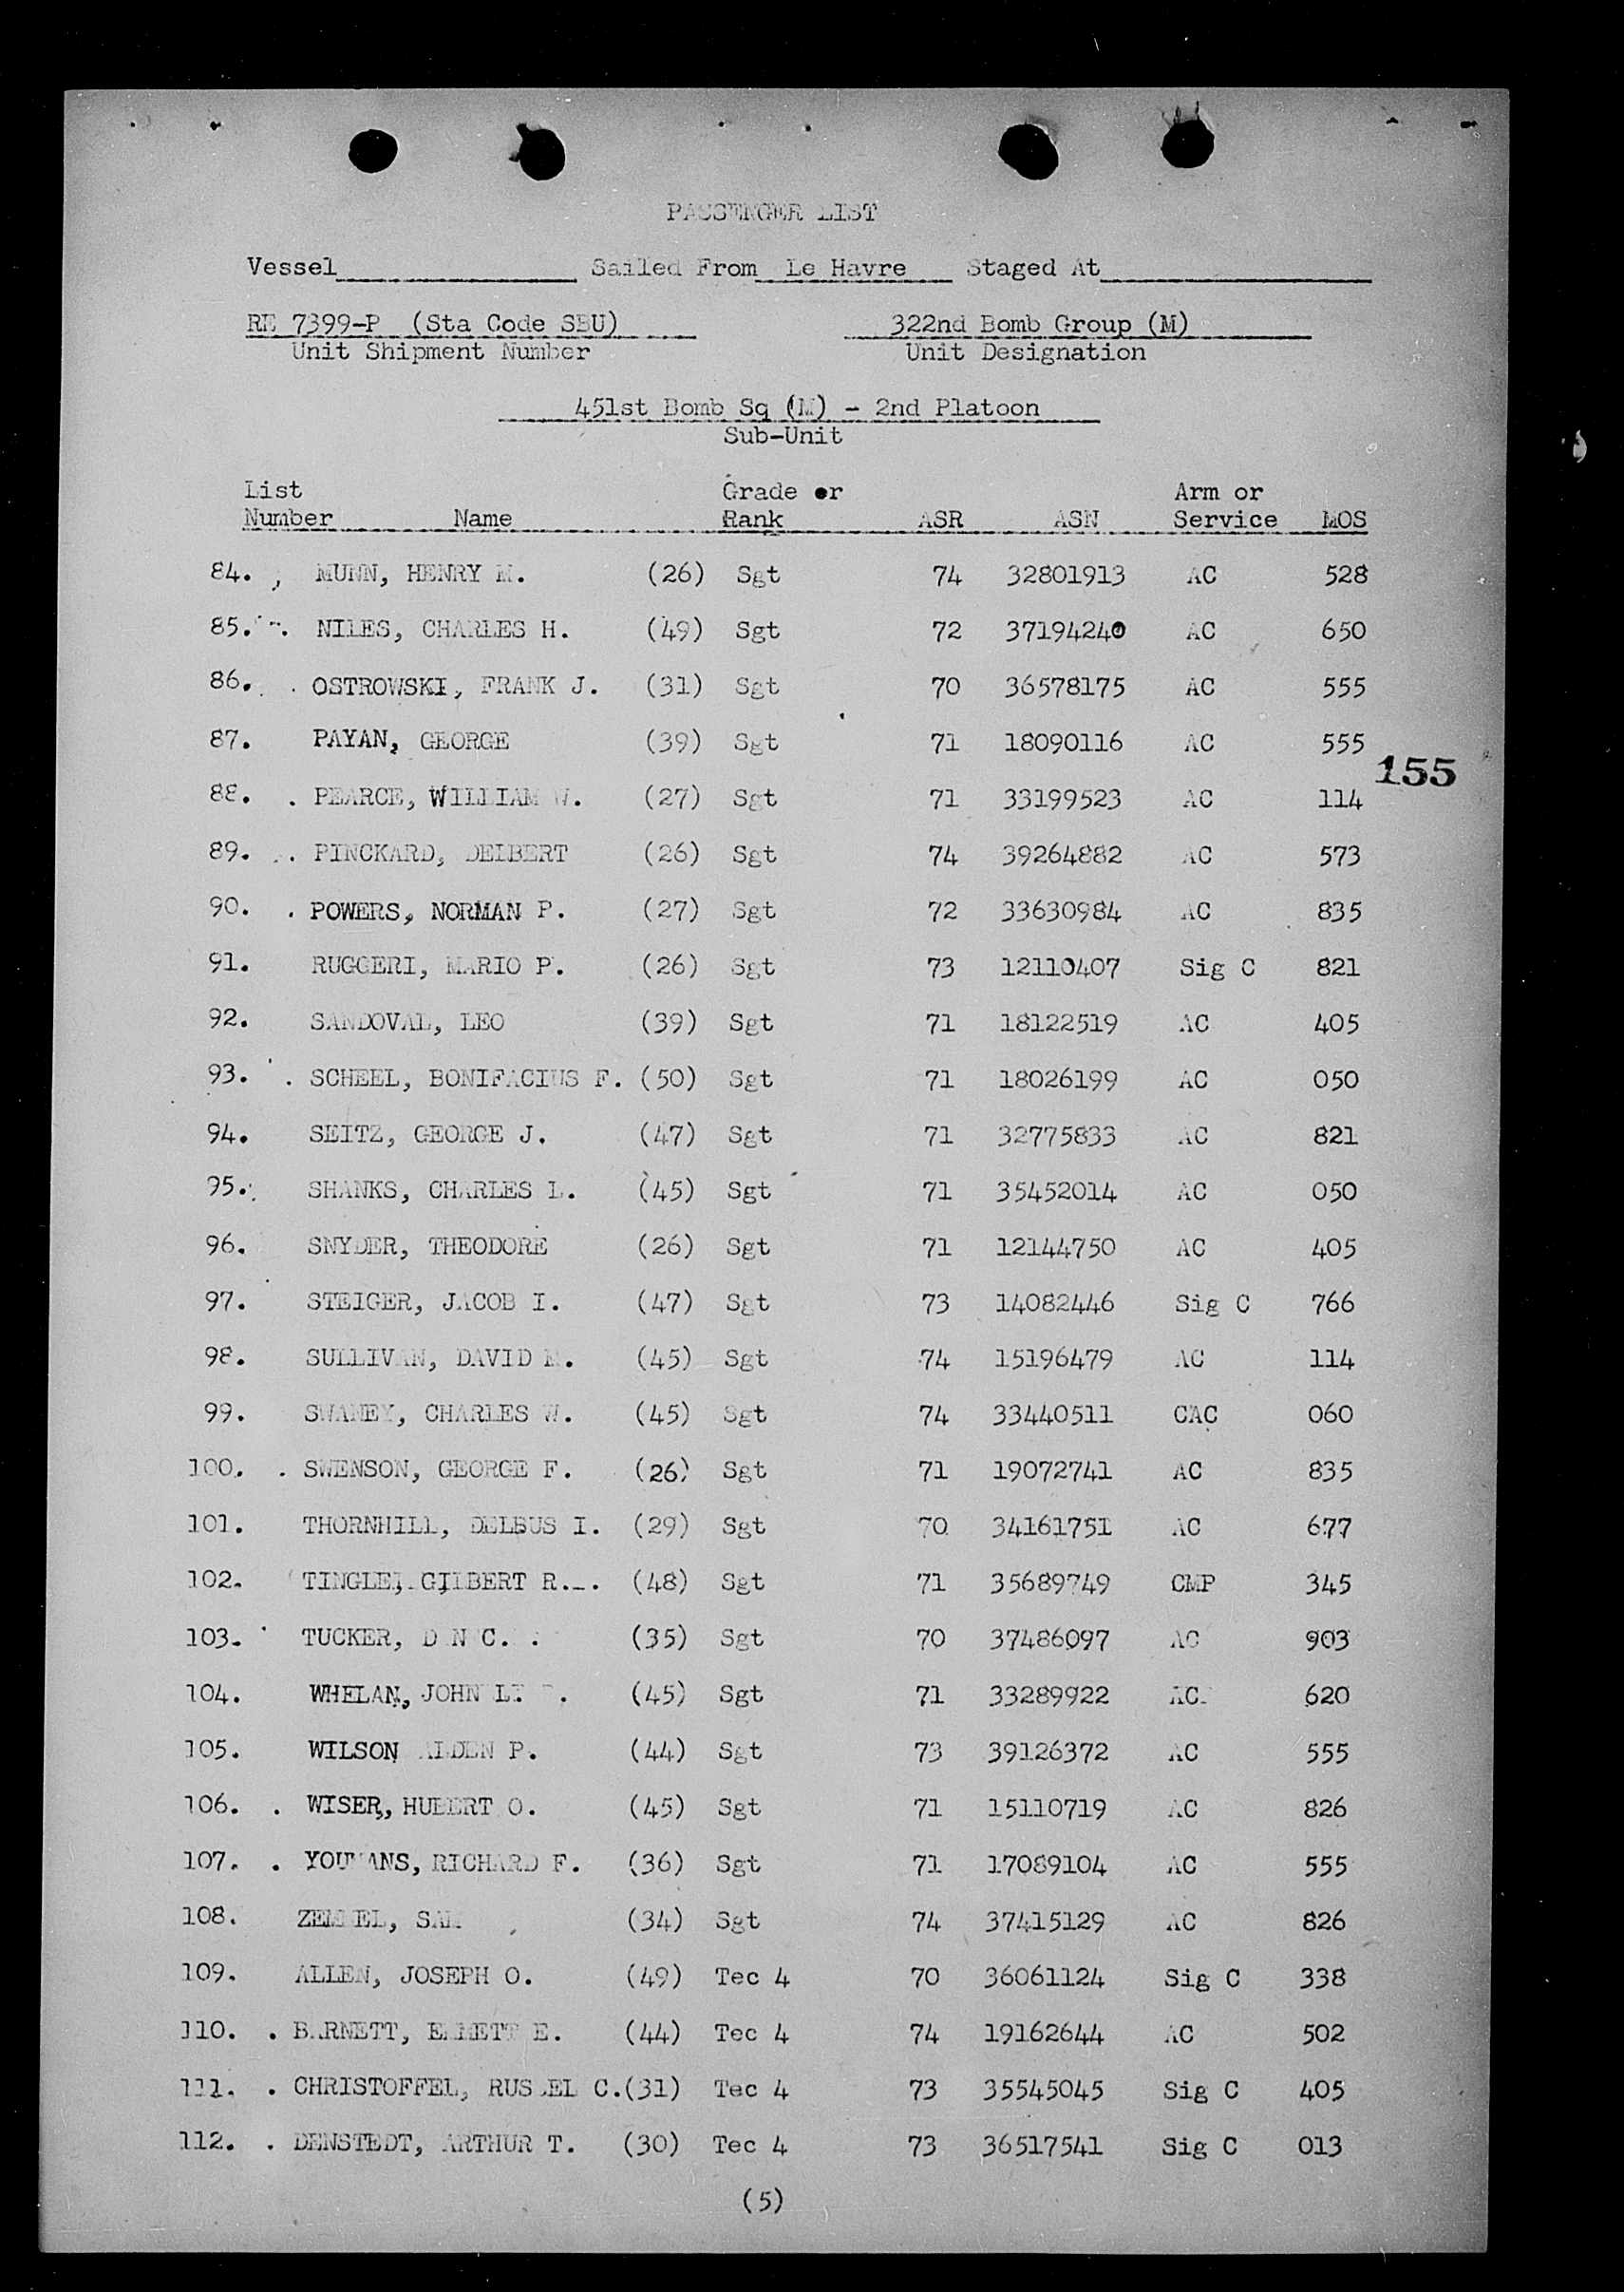 PASSENGER LIST
Vessel Sailed From Le Havre Staged At
RE 7399-P (Sta Code SBU) 322nd Bomb Group (M)
Unit Shipment Number Unit Designation
451st Bomb Sq (M) - 2nd Platoon
Sub-Unit
List Grade or Arm or
Number Name Rank ASR ASN Service MOS
84. MUNN, HENRY M. (26) Sgt 74 32801913 AC 528
85. NILES, CHARLES H. (49) Sgt 72 37194240 AC 650
86. OSTROWSKI, FRANK J. (31) Sgt 70 36578175 AC 555
87. PAYAN, GEORGE (39) Sgt 71 18090116 AC 555
155
88. PEARCE, WILLIAM W. (27) Sgt 71 33199523 AC 114
89. PINCKARD, DELBERT (26) Sgt 74 39264882 AC 573
90. POWERS, NORMAN P. (27) Sgt 72 33630984 AC 835
91. RUGGERI, MARIO P. (26) Sgt 73 12110407 Sig C 821
92. SANDOVAL, LEO (39) Sgt 71 18122519 AC 405
93. SCHEEL, BONIFACIUS F. (50) Sgt 71 18026199 AC 050
94. SEITZ, GEORGE J. (47) Sgt 71 32775833 AC 821
95. SHANKS, CHARLES L. (45) Sgt 71 35452014 AC 050
96. SNYDER, THEODORE (26) Sgt 71 12144750 AC 405
97. STEIGER, JACOB I. (47) Sgt 73 14082446 Sig C 766
98. SULLIVAN, DAVID (45) Sgt 74 15196479 AC 114
99. SWANEY, CHARLES W. (45) Sgt 74 33440511 CAC 060
100. SWENSON, GEORGE F. (26) Sgt 71 19072741 AC 835
101. THORNHILL, DELBUS I. (29) Sgt 70 34161751 AC 677
102. TINGLE, GILBERT R. (48) Sgt 71 35689749 CMP 345
103. TUCKER, C. (35) Sgt 70 37486097 AC 903
104. WHELAN, JOHN (45) Sgt 71 33289922 AC 620
105. WILSON ALDEN P. (44) Sgt 73 39126372 AC 555
106. WISER, HUBERT O. (45) Sgt 71 15110719 AC 826
107. YOUMANS, RICHARD F. (36) Sgt 71 17089104 AC 555
108. SAM (34) Sgt 74 37415129 AC 826
109. ALLEN, JOSEPH O. (49) Tec 4 70 36061124 Sig C 338
110. BARNETT, EMMETT E. (44) Tec 4 74 19162644 AC 502
111. CHRISTOFFEL, RUSSEL C. (31) Tec 4 73 35545045 Sig C 405
112. DENSTEDT, ARTHUR T. (30) Tec 4 73 36517541 Sig C 013
(5)